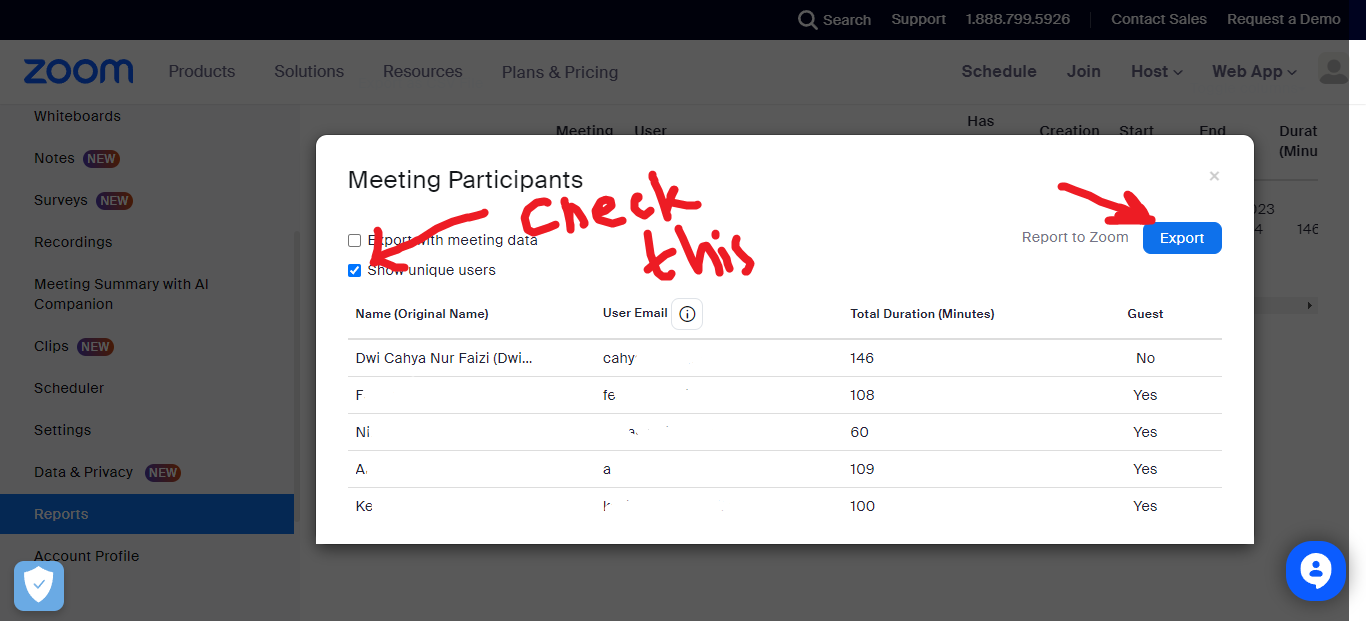 Search Support 1.888.799.5926 Contact Sales Request a Demo
zoom Products Solutions Resources Plans & Pricing Schedule Join Host Web App
Whiteboards
Notes NEW
Surveys NEW
Recordings
Meeting Summary with AI
Companion
Clips NEW
Scheduler
Settings
Data & Privacy NEW
Reports
Account Profile
Meeting User Has Creation Start End Durat
(Minu
023
4 146
Meeting Participants
check
this
Export with meeting data
Show unique users
Report to Zoom Export
Name (Original Name) User Email Total Duration (Minutes) Guest
Dwi Cahya Nur Faizi (Dwi... cahy 146 No
F fe 108 Yes
Ni 60 Yes
A a 109 Yes
Ke 100 Yes